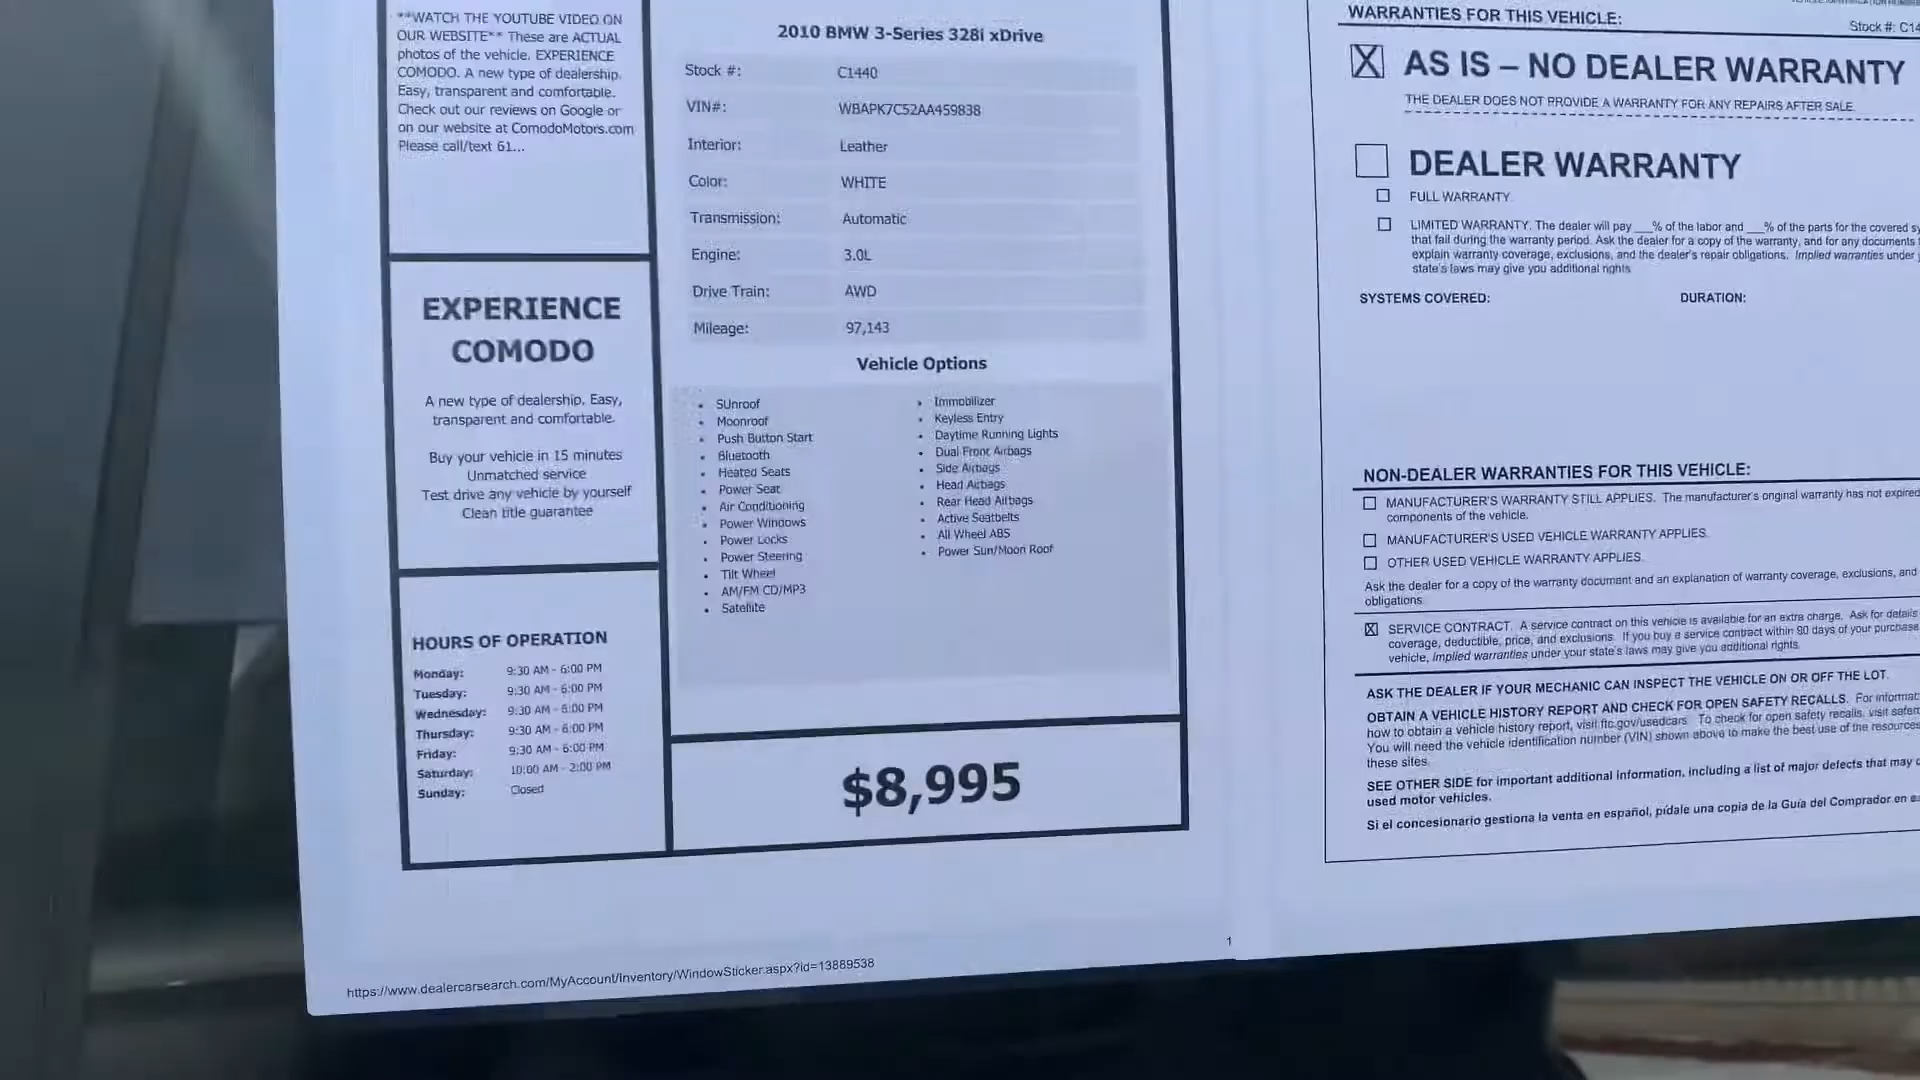 **WATCH THE YOUTUBE VIDEO ON
OUR WEBSITE** These are ACTUAL
photos of the vehicle. EXPERIENCE
COMODO. A new type of dealership.
Easy, transparent and comfortable.
Check out our reviews on Google or
on our website at ComodoMotors.com
Please call/text 61...
EXPERIENCE
COMODO
A new type of dealership. Easy,
transparent and comfortable.
Buy your vehicle in 15 minutes
Unmatched service
Test drive any vehicle by yourself
Clean title guarantee
HOURS OF OPERATION
Monday: 9:30 AM - 6:00 PM
Tuesday: 9:30 AM - 6:00 PM
Wednesday: 9:30 AM - 6:00 PM
Thursday: 9:30 AM - 6:00 PM
Friday: 9:30 AM - 6:00 PM
Saturday: 10:00 AM - 2:00 PM
Sunday: Closed
2010 BMW 3-Series 328i xDrive
Stock #: C1440
VIN#: WBAPK7C52AA459838
Interior: Leather
Color: WHITE
Transmission: Automatic
Engine: 3.0L
Drive Train: AWD
Mileage: 97,143
Vehicle Options
SUnroof
Moonroof
Push Button Start
Bluetooth
Heated Seats
Power Seat
Air Conditioning
Power Windows
Power Locks
Power Steering
Tilt Wheel
AM/FM CD/MP3
Satellite
Immobilizer
Keyless Entry
Daytime Running Lights
Dual Front Airbags
Side Airbags
Head Airbags
Rear Head Airbags
Active Seatbelts
All Wheel ABS
Power Sun/Moon Roof
$8,995
1
https://www.dealercarsearch.com/MyAccount/Inventory/WindowSticker.aspx?id=13889538
WARRANTIES FOR THIS VEHICLE:
Stock #: C14
X AS IS – NO DEALER WARRANTY
THE DEALER DOES NOT PROVIDE A WARRANTY FOR ANY REPAIRS AFTER SALE.
DEALER WARRANTY
FULL WARRANTY.
LIMITED WARRANTY. The dealer will pay ___% of the labor and ___% of the parts for the covered sy
that fail during the warranty period. Ask the dealer for a copy of the warranty, and for any documents
explain warranty coverage, exclusions, and the dealer's repair obligations. Implied warranties under
state's laws may give you additional rights.
SYSTEMS COVERED: DURATION:
NON-DEALER WARRANTIES FOR THIS VEHICLE:
MANUFACTURER'S WARRANTY STILL APPLIES. The manufacturer's original warranty has not expired
components of the vehicle.
MANUFACTURER'S USED VEHICLE WARRANTY APPLIES.
OTHER USED VEHICLE WARRANTY APPLIES.
Ask the dealer for a copy of the warranty document and an explanation of warranty coverage, exclusions, and
obligations.
X SERVICE CONTRACT. A service contract on this vehicle is available for an extra charge. Ask for details
coverage, deductible, price, and exclusions. If you buy a service contract within 90 days of your purchase
vehicle, implied warranties under your state's laws may give you additional rights.
ASK THE DEALER IF YOUR MECHANIC CAN INSPECT THE VEHICLE ON OR OFF THE LOT.
OBTAIN A VEHICLE HISTORY REPORT AND CHECK FOR OPEN SAFETY RECALLS. For informat
how to obtain a vehicle history report, visit ftc.gov/usedcars. To check for open safety recalls, visit safer
You will need the vehicle identification number (VIN) shown above to make the best use of the resources
these sites.
SEE OTHER SIDE for important additional information, including a list of major defects that may
used motor vehicles.
Si el concesionario gestiona la venta en español, pídale una copia de la Guía del Comprador en es